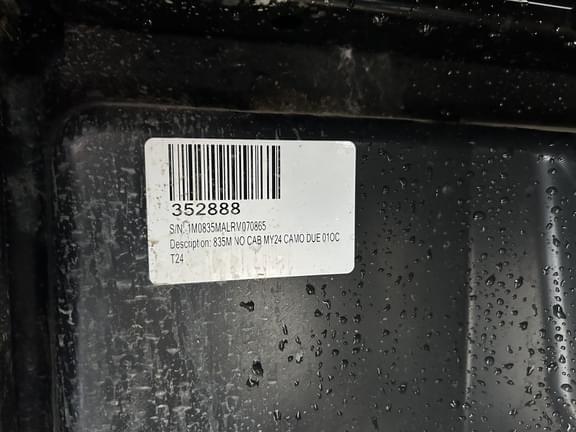 352888
S/N: 1M0835MALRM070865
Description: 835M NO CAB MY24 CAMO DUE 01OC
T24